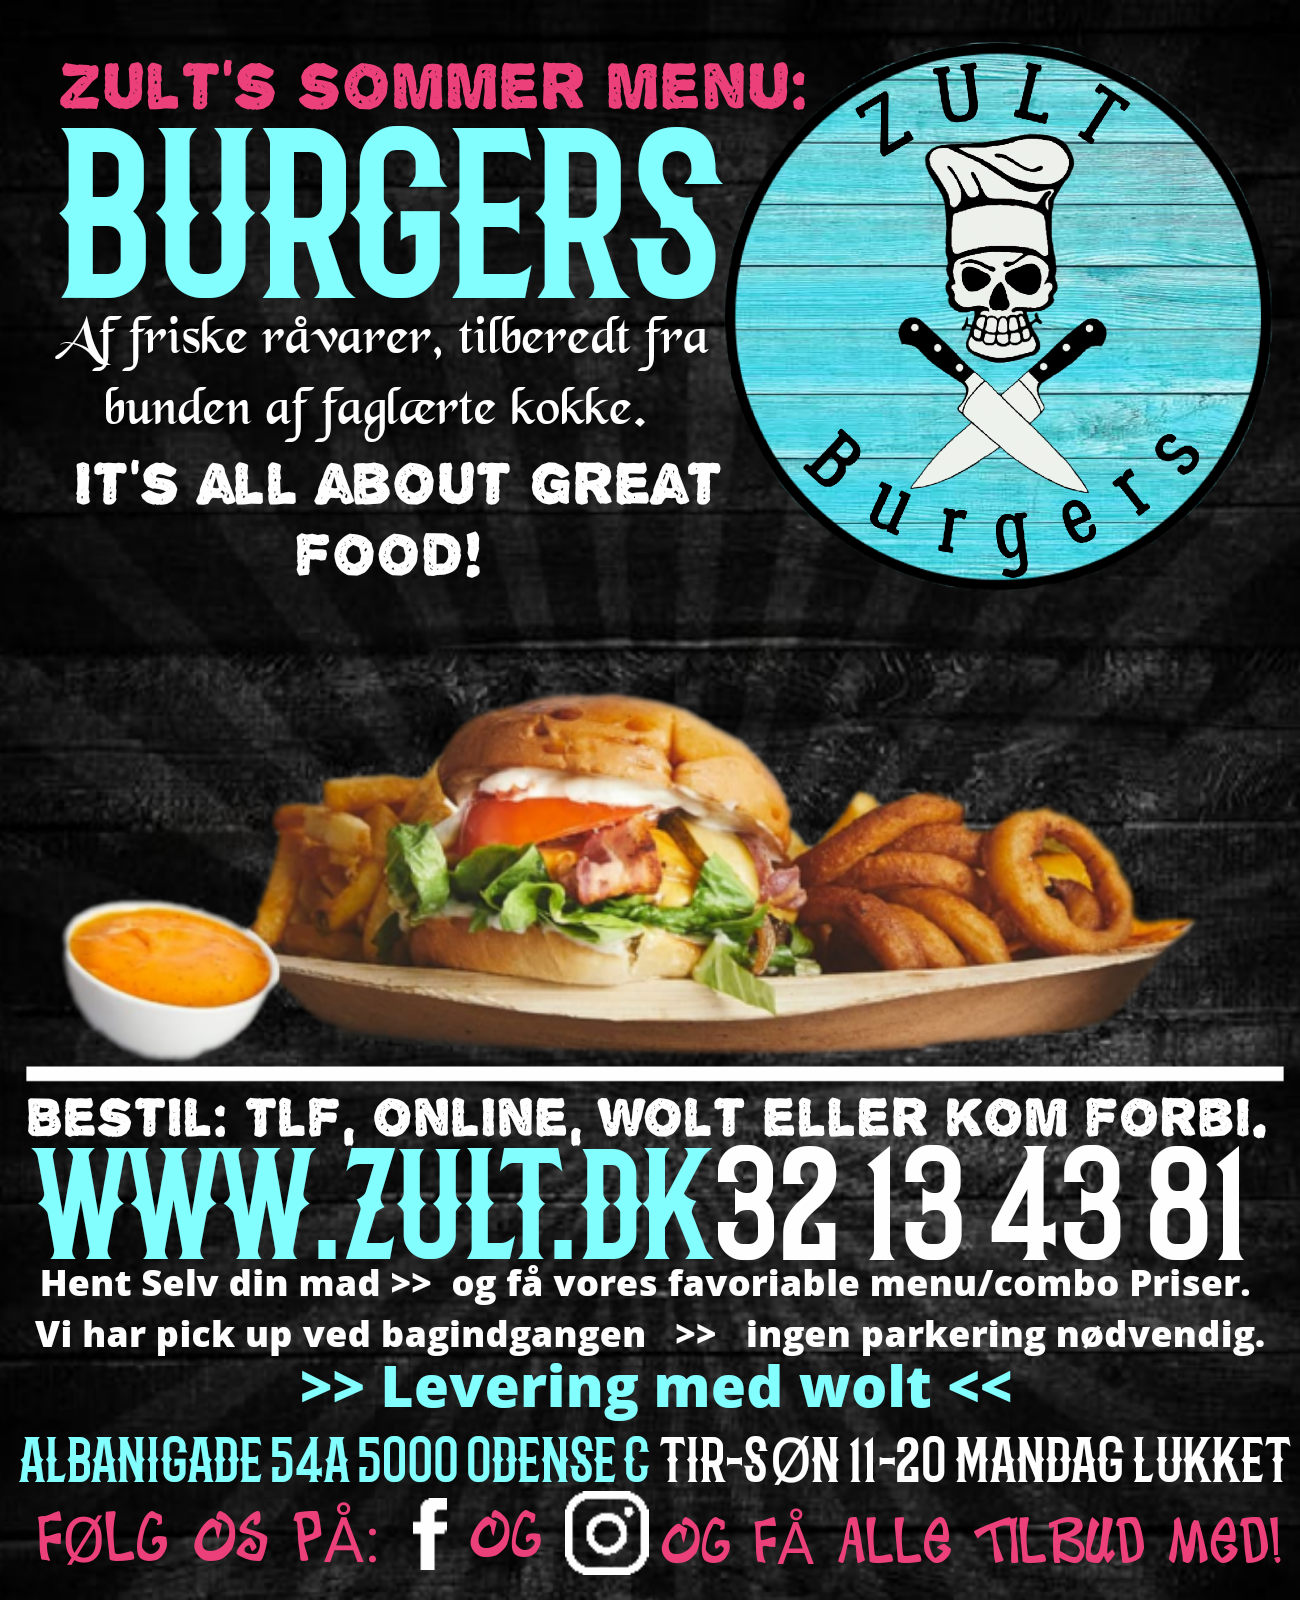 ZULT'S SOMMER MENU:
BURGERS
Af friske råvarer, tilberedt fra
bunden af faglærte kokke.
IT'S ALL ABOUT GREAT
FOOD!
ZULT
Burgers
BESTIL: TLF, ONLINE, WOLT ELLER KOM FORBI.
WWW.ZULT.DK 32 13 43 81
Hent Selv din mad >> og få vores favoriable menu/combo Priser.
Vi har pick up ved bagindgangen >> ingen parkering nødvendig.
>> Levering med wolt <<
ALBANIGADE 54A 5000 ODENSE C TIR-SØN 11-20 MANDAG LUKKET
FØLG OS PÅ: f OG OG FÅ ALLE TILBUD MED!